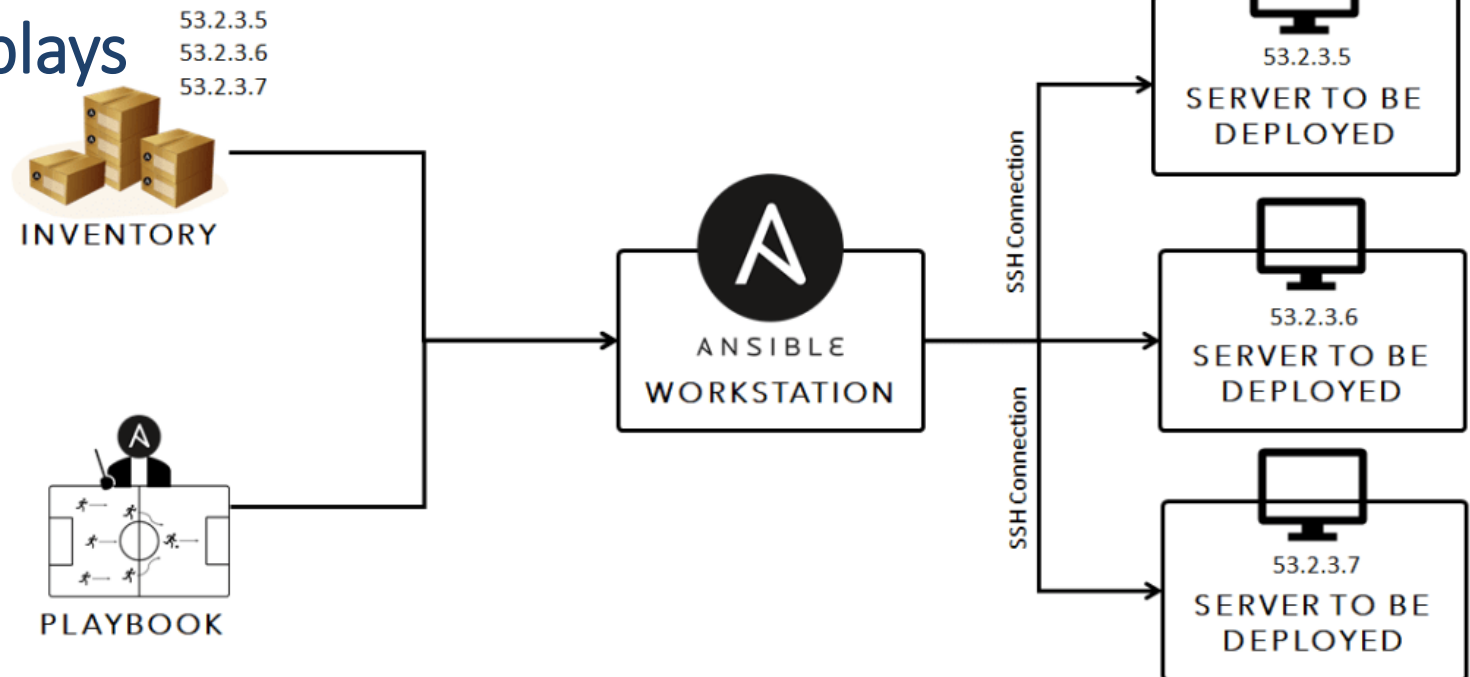 plays
53.2.3.5
53.2.3.6
53.2.3.7
INVENTORY
PLAYBOOK
ANSIBLE
WORKSTATION
SSH Connection
SSH Connection
53.2.3.5
SERVER TO BE
DEPLOYED
53.2.3.6
SERVER TO BE
DEPLOYED
53.2.3.7
SERVER TO BE
DEPLOYED